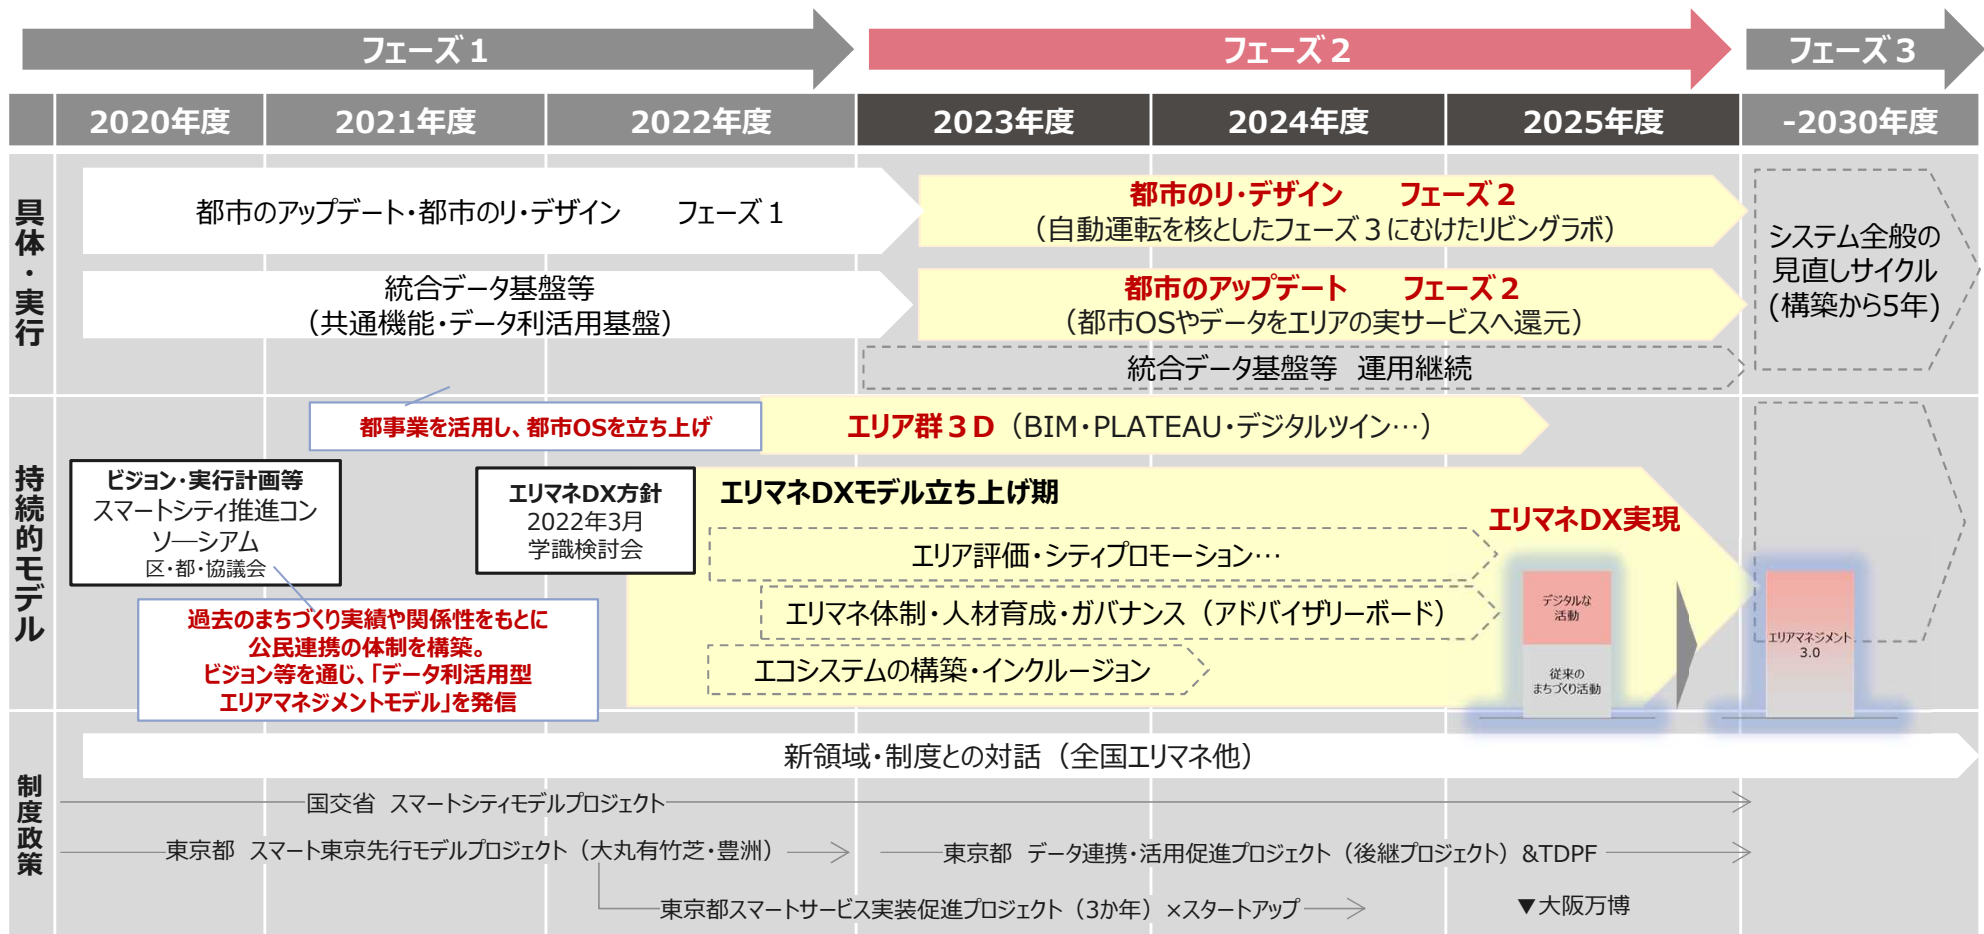 フェーズ1
フェーズ2
フェーズ3
2020年度
2021年度
2022年度
2023年度
2024年度
2025年度
-2030年度
具体・実行
都市のアップデート・都市のリ・デザイン　フェーズ1
都市のリ・デザイン　フェーズ2
（自動運転を核としたフェーズ3にむけたリビングラボ）
統合データ基盤等
（共通機能・データ利活用基盤）
都市のアップデート　フェーズ2
（都市OSやデータをエリアの実サービスへ還元）
統合データ基盤等　運用継続
システム全般の
見直しサイクル
(構築から5年)
持続的モデル
都事業を活用し、都市OSを立ち上げ
エリア群3D（BIM・PLATEAU・デジタルツイン…）
ビジョン・実行計画等
スマートシティ推進コン
ソーシアム
区・都・協議会
エリマネDX方針
2022年3月
学識検討会
エリマネDXモデル立ち上げ期
エリマネDX実現
エリア評価・シティプロモーション…
エリマネ体制・人材育成・ガバナンス（アドバイザリーボード）
エコシステムの構築・インクルージョン
過去のまちづくり実績や関係性をもとに
公民連携の体制を構築。
ビジョン等を通じ、「データ利活用型
エリアマネジメントモデル」を発信
デジタルな
活動
従来の
まちづくり活動
エリアマネジメント
3.0
制度政策
新領域・制度との対話（全国エリマネ他）
国交省　スマートシティモデルプロジェクト
東京都　スマート東京先行モデルプロジェクト（大丸有竹芝・豊洲）
東京都　データ連携・活用促進プロジェクト（後継プロジェクト）&TDPF
東京都スマートサービス実装促進プロジェクト（3か年）×スタートアップ
▼大阪万博